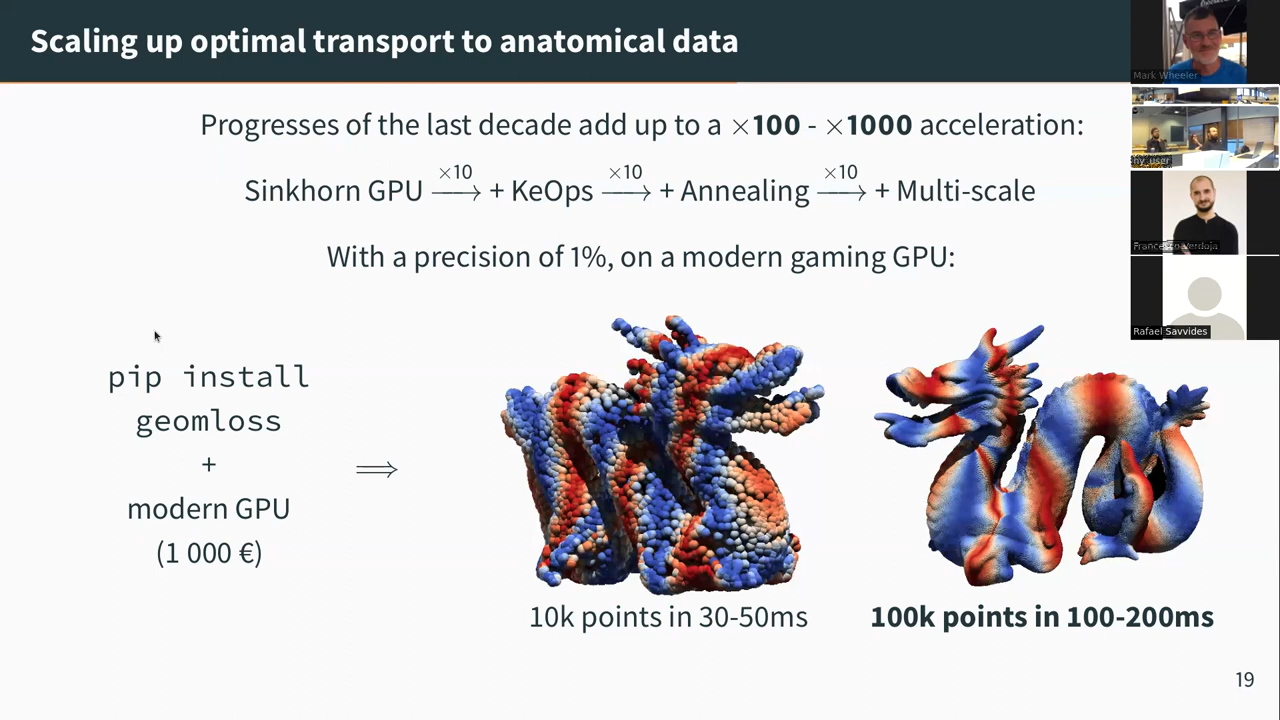 Scaling up optimal transport to anatomical data
Progresses of the last decade add up to a ×100 - ×1000 acceleration:
Sinkhorn GPU ×10 ⟶ + KeOps ×10 ⟶ + Annealing ×10 ⟶ + Multi-scale
With a precision of 1%, on a modern gaming GPU:
pip install
geomloss
+
modern GPU
(1 000 €)
⟹
10k points in 30-50ms
100k points in 100-200ms
19
Mark Wheeler
hy_user
Francesco Verdoja
Rafael Savvides